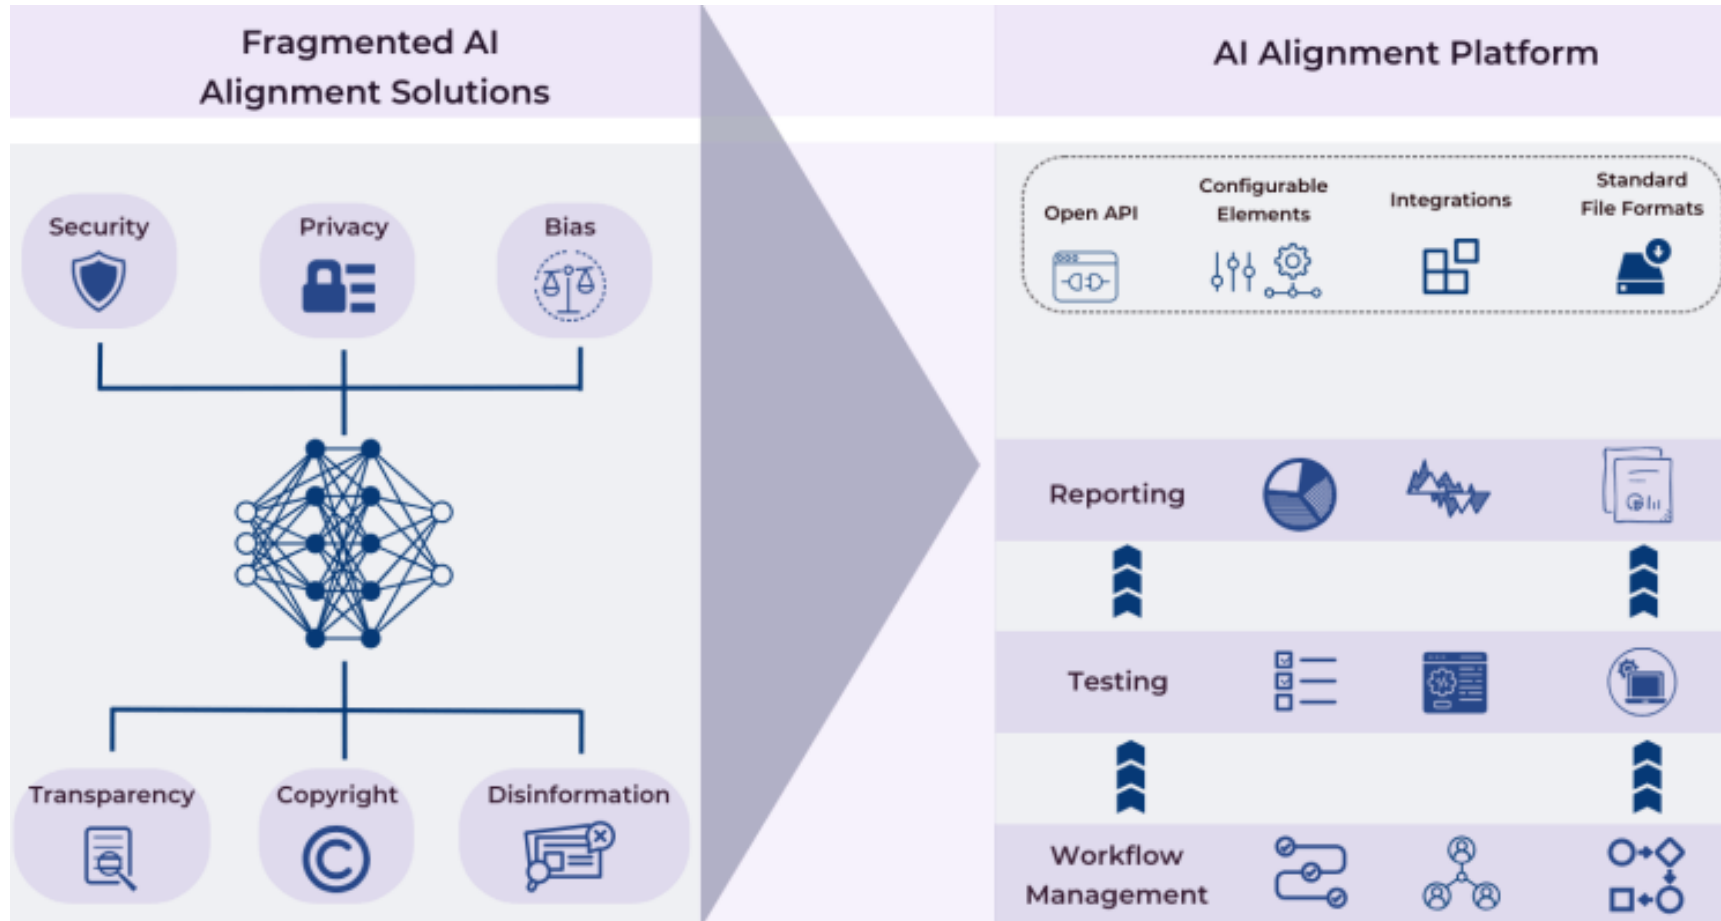 Fragmented AI
Alignment Solutions
AI Alignment Platform
Security
Privacy
Bias
Transparency
Copyright
Disinformation
Open API
Configurable
Elements
Integrations
Standard
File Formats
Reporting
Testing
Workflow
Management